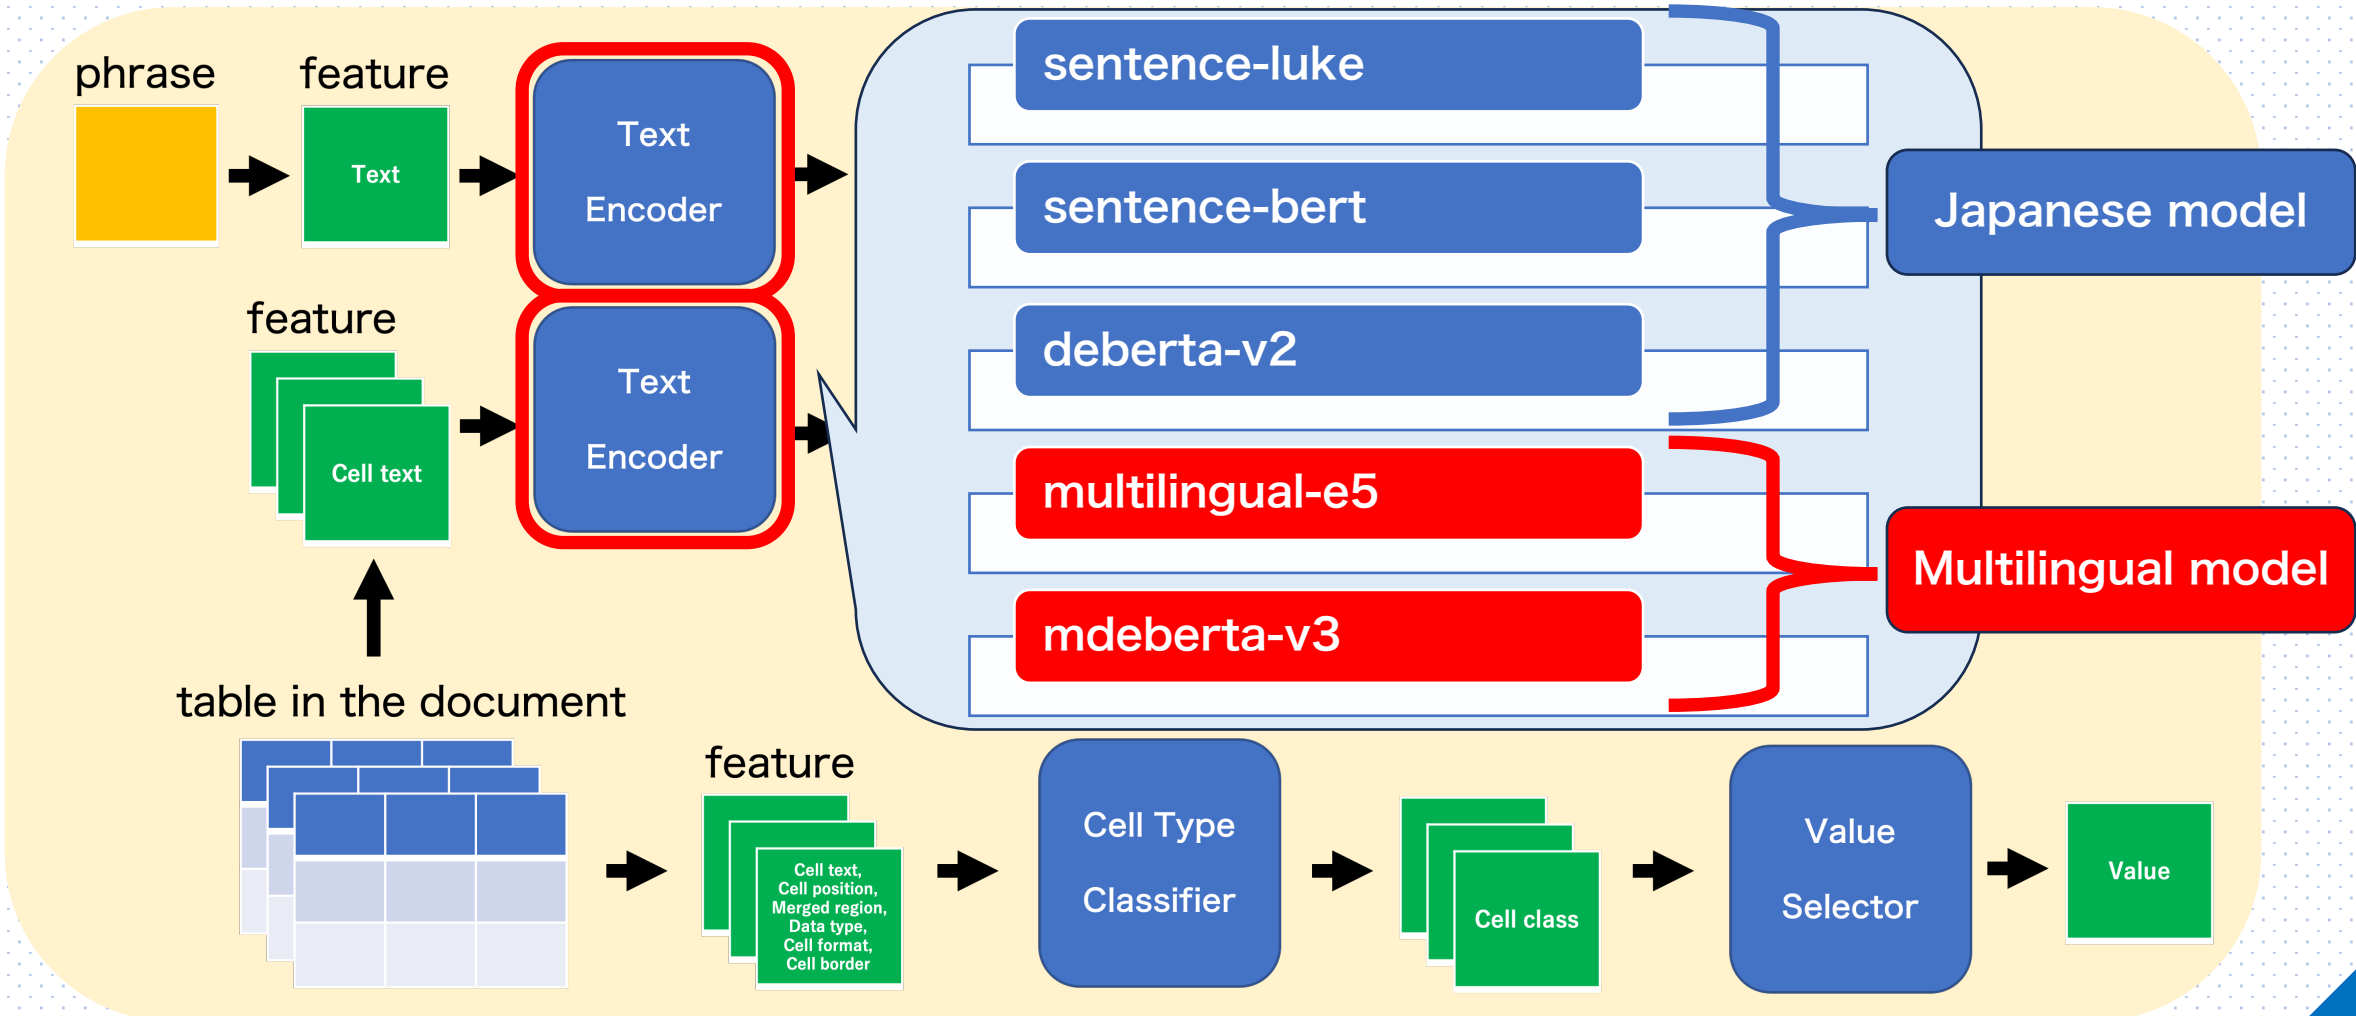 phrase
feature
Text
Text
Encoder
feature
Cell text
Text
Encoder
sentence-luke
sentence-bert
deberta-v2
multilingual-e5
mdeberta-v3
Japanese model
Multilingual model
table in the document
feature
Cell text,
Cell position,
Merged region,
Data type,
Cell format,
Cell border
Cell Type
Classifier
Cell class
Value
Selector
Value